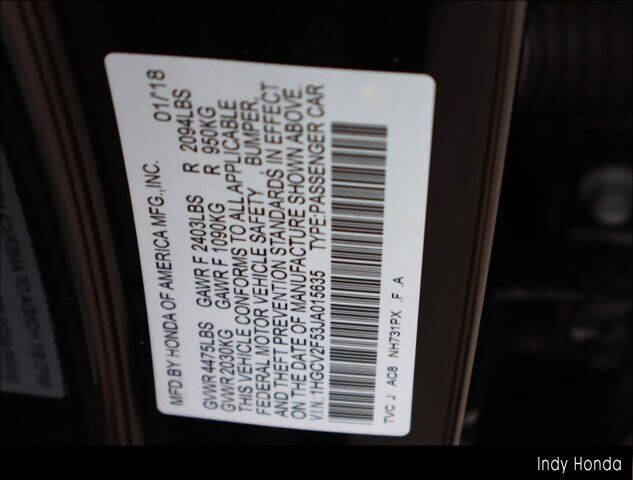 MFD.BY HONDA OF AMERICA MFG.,INC. 01/18
GVWR 4475LBS GAWR F 2403LBS R 2094LBS
GVWR 2030KG GAWR F 1090KG R 950KG
THIS VEHICLE CONFORMS TO ALL APPLICABLE
FEDERAL MOTOR VEHICLE SAFETY , BUMPER,
AND THEFT PREVENTION STANDARDS IN EFFECT
ON THE DATE OF MANUFACTURE SHOWN ABOVE.
V.I.N.:1HGCV2F53JA015635 TYPE:PASSENGER CAR
TVC J AC8 NH731PX .F .A
Indy Honda